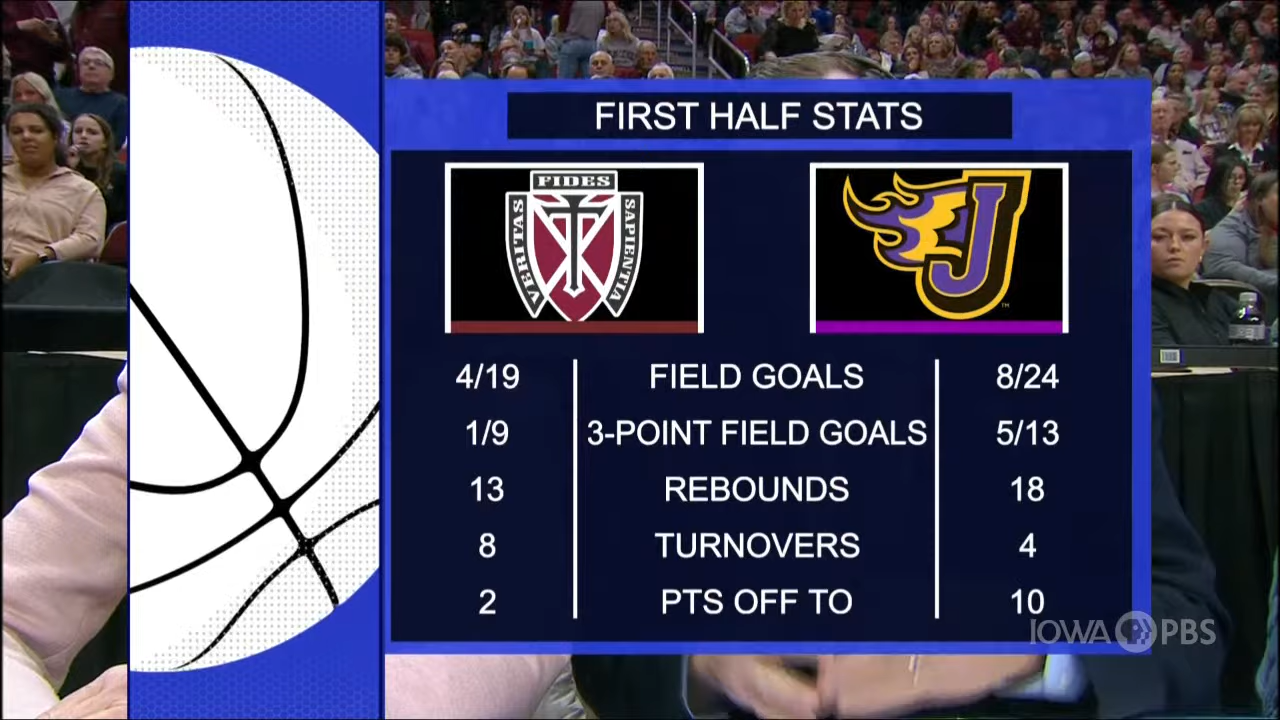 FIRST HALF STATS
FIDES
VERITAS
SAPIENTIA
J
TM
4/19 FIELD GOALS 8/24
1/9 3-POINT FIELD GOALS 5/13
13 REBOUNDS 18
8 TURNOVERS 4
2 PTS OFF TO 10
IOWA PBS